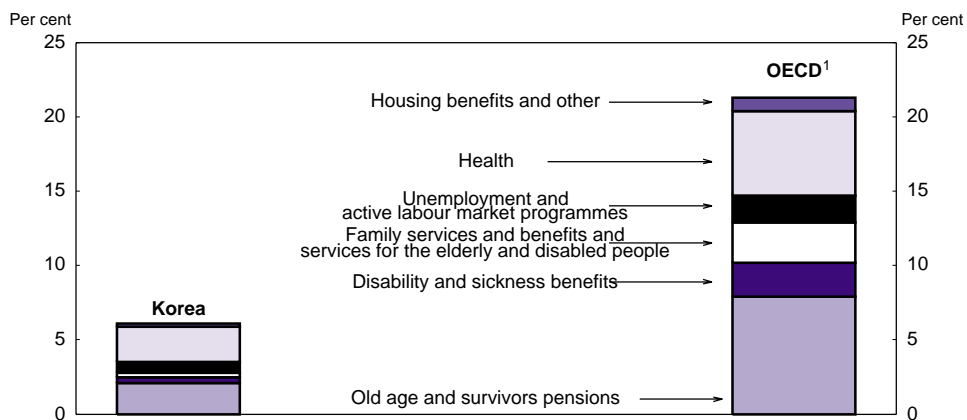 Per cent
Per cent
25
25
OECD1
Housing benefits and other
20
20
Health
15
15
Unemployment and
active labour market programmes
Family services and benefits and
services for the elderly and disabled people
10
10
Disability and sickness benefits
Korea
5
5
Old age and survivors pensions
0
0